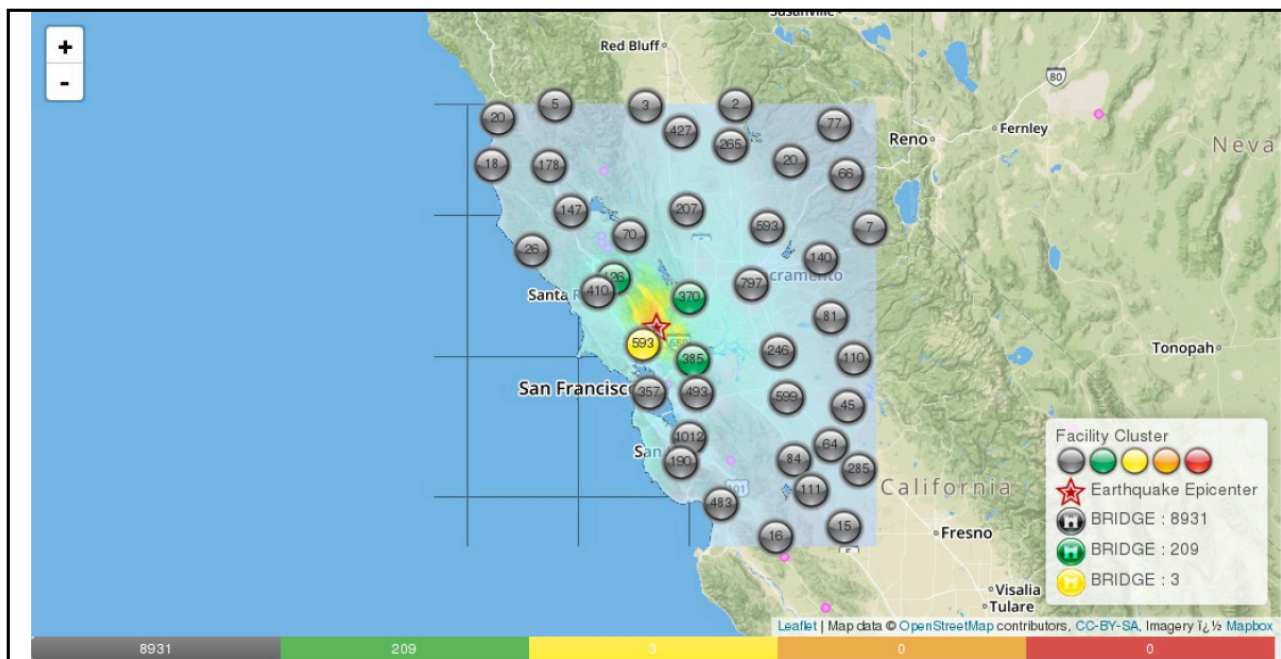 +
-
Susanville
Red Bluff
80
5
3
2
20
77
427
265
Reno
Fernley
20
18
178
66
Neva
147
207
593
7
70
26
140
cramento
126
797
Santa R
410
370
81
593
680
246
385
110
Tonopah
San Francisco
357
493
599
45
1012
San
190
64
84
285
111
California
483
16
15
5
Fresno
Visalia
Tulare
Facility Cluster
Earthquake Epicenter
BRIDGE : 8931
BRIDGE : 209
BRIDGE : 3
Leaflet | Map data © OpenStreetMap contributors, CC-BY-SA, Imagery ï¿½ Mapbox
8931 209 3 0 0